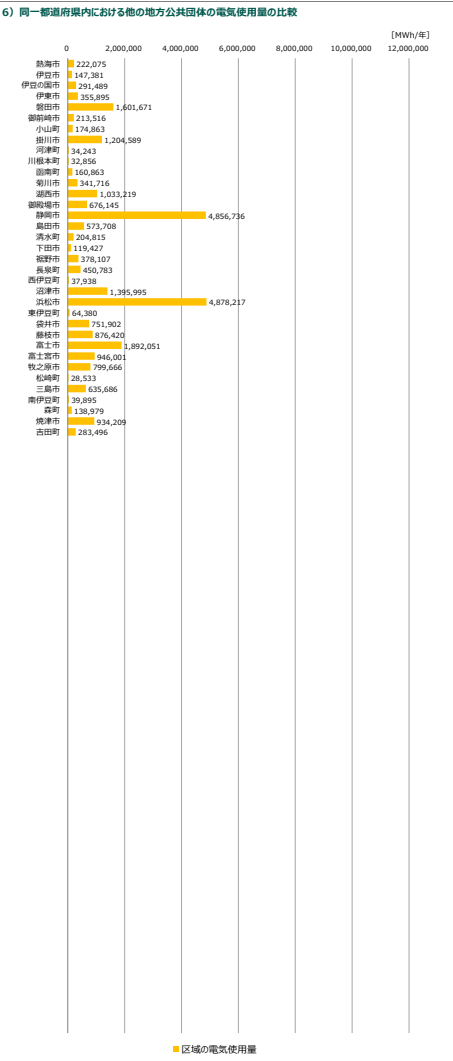 6）同一都道府県内における他の地方公共団体の電気使用量の比較
［MWh/年］
0 2,000,000 4,000,000 6,000,000 8,000,000 10,000,000 12,000,000
熱海市 222,075
伊豆市 147,381
伊豆の国市 291,489
伊東市 355,895
磐田市 1,601,671
御前崎市 213,516
小山町 174,863
掛川市 1,204,589
河津町 34,243
川根本町 32,856
函南町 160,863
菊川市 341,716
湖西市 1,033,219
御殿場市 676,145
静岡市 4,856,736
島田市 573,708
清水町 204,815
下田市 119,427
裾野市 378,107
長泉町 450,783
西伊豆町 37,938
沼津市 1,395,995
浜松市 4,878,217
東伊豆町 64,380
袋井市 751,902
藤枝市 876,420
富士市 1,892,051
富士宮市 946,001
牧之原市 799,666
松崎町 28,533
三島市 635,686
南伊豆町 39,895
森町 138,979
焼津市 934,209
吉田町 283,496
区域の電気使用量